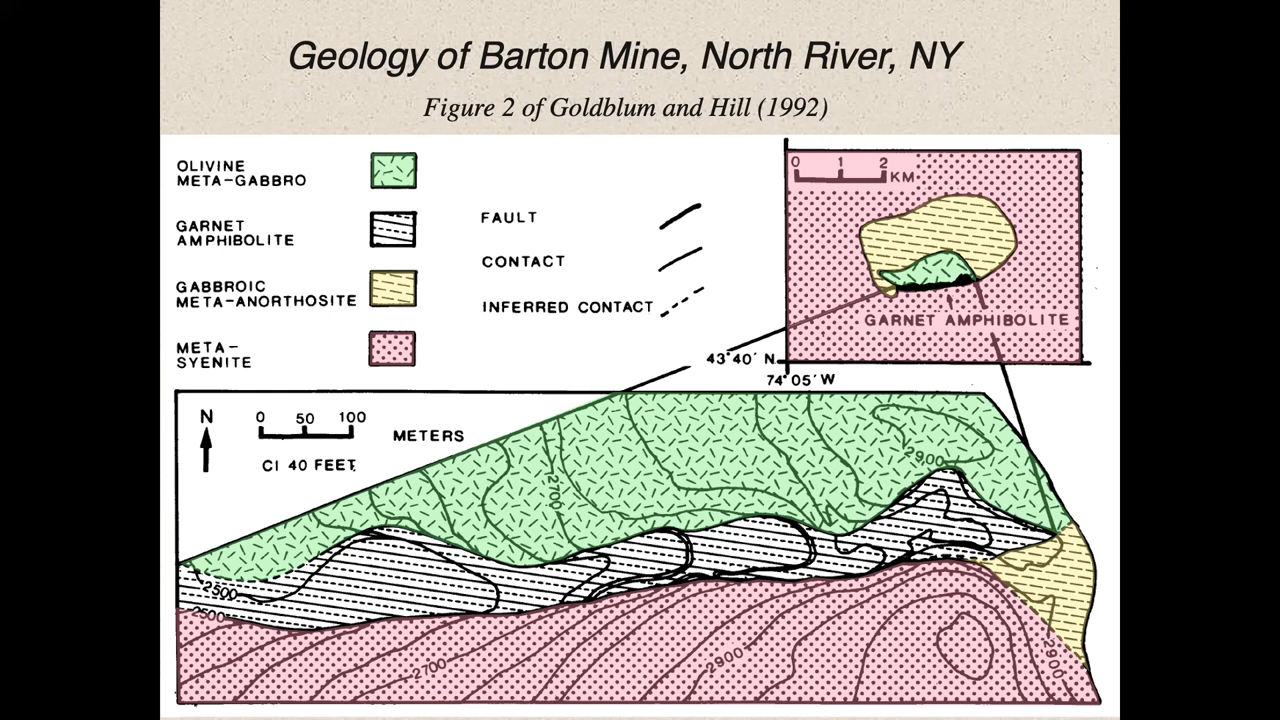 Geology of Barton Mine, North River, NY
Figure 2 of Goldblum and Hill (1992)
OLIVINE
META-GABBRO
GARNET
AMPHIBOLITE
GABBROIC
META-ANORTHOSITE
META-
SYENITE
FAULT
CONTACT
INFERRED CONTACT
0 1 2
KM
GARNET AMPHIBOLITE
43°40′ N
74°05′W
N
0 50 100
METERS
CI 40 FEET
2900
2700
2500
2500
2700
2900
2900